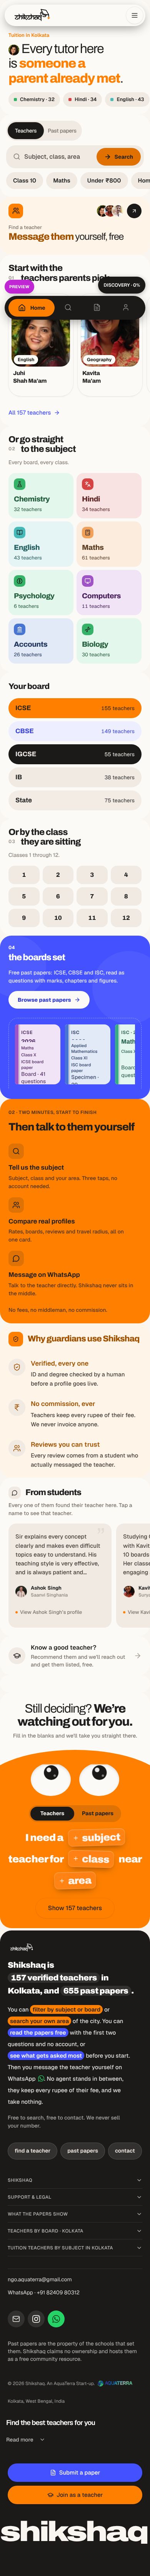 shikshaq
Tuition in Kolkata
Every tutor here
is someone a
parent already met.
Chemistry · 32
Hindi · 34
English · 43
Teachers
Past papers
Subject, class, area
Search
Class 10
Maths
Under ₹800
Hom
Find a teacher
Message them yourself, free
Start with the
teachers parents pick
PREVIEW
DISCOVERY · 0%
Home
English
Juhi
Shah Ma'am
Geography
Kavita
Ma'am
All 157 teachers
Or go straight
02 to the subject
Every board, every class.
Chemistry
32 teachers
Hindi
34 teachers
English
43 teachers
Maths
61 teachers
Psychology
6 teachers
Computers
11 teachers
Accounts
26 teachers
Biology
30 teachers
Your board
ICSE
155 teachers
CBSE
149 teachers
IGCSE
55 teachers
IB
38 teachers
State
75 teachers
Or by the class
03 they are sitting
Classes 1 through 12.
1
2
3
4
5
6
7
8
9
10
11
12
04
the boards set
Free past papers: ICSE, CBSE and ISC, read as
questions with marks, chapters and figures.
Browse past papers
ICSE
Maths
Class X
ICSE board
paper
Board · 41
questions
ISC
Applied
Mathematics
Class XI
ISC board
paper
Specimen ·
Math
Class
Board
quest
03 · TWO MINUTES, START TO FINISH
Then talk to them yourself
Tell us the subject
Subject, class and your area. Three taps, no
account needed.
Compare real profiles
Rates, boards, reviews and travel radius, all on
one card.
Message on WhatsApp
Talk to the teacher directly. Shikshaq never sits in
the middle.
No fees, no middleman, no commission.
Why guardians use Shikshaq
Verified, every one
ID and degree checked by a human
before a profile goes live.
No commission, ever
Teachers keep every rupee of their fee.
We never invoice anyone.
Reviews you can trust
Every review comes from a student who
actually messaged the teacher.
From students
Every one of them found their teacher here. Tap a
name to see that teacher.
Sir explains every concept
clearly and makes even difficult
topics easy to understand. His
teaching style is very effective,
and is always patient and...
Ashok Singh
View Ashok Singh's profile
Studying
with Kavit
10 boards
Her clas
engaging
especiall
Kavi
View Kav
Know a good teacher?
Recommend them and we'll reach out
and get them listed, free.
Still deciding? We're
watching out for you.
Fill in the blanks and we'll take you straight there.
Teachers
Past papers
I need a + subject
teacher for + class near
+ area
Show 157 teachers
shikshaq
Shikshaq is
157 verified teachers in
Kolkata, and 655 past papers.
You can filter by subject or board or
search your own area of the city. You can
read the papers free with the first two
questions and no account, or
see what gets asked most before you start.
Then you message the teacher yourself on
WhatsApp. No agent stands in between,
they keep every rupee of their fee, and we
take nothing.
Free to search, free to contact. We never sell
your number.
find a teacher
past papers
contact
SHIKSHAQ
SUPPORT & LEGAL
WHAT THE PAPERS SHOW
TEACHERS BY BOARD · KOLKATA
TUITION TEACHERS BY SUBJECT IN KOLKATA
ngo.aquaterra@gmail.com
WhatsApp · +91 82409 80312
Past papers are the property of the schools that set
them. Shikshaq claims no ownership and hosts them
as a free community resource.
© 2026 Shikshaq. An AquaTerra Start-up.
AQUATERRA
Kolkata, West Bengal, India
Find the best teachers for you
Read more
Submit a paper
Join as a teacher
shikshaq